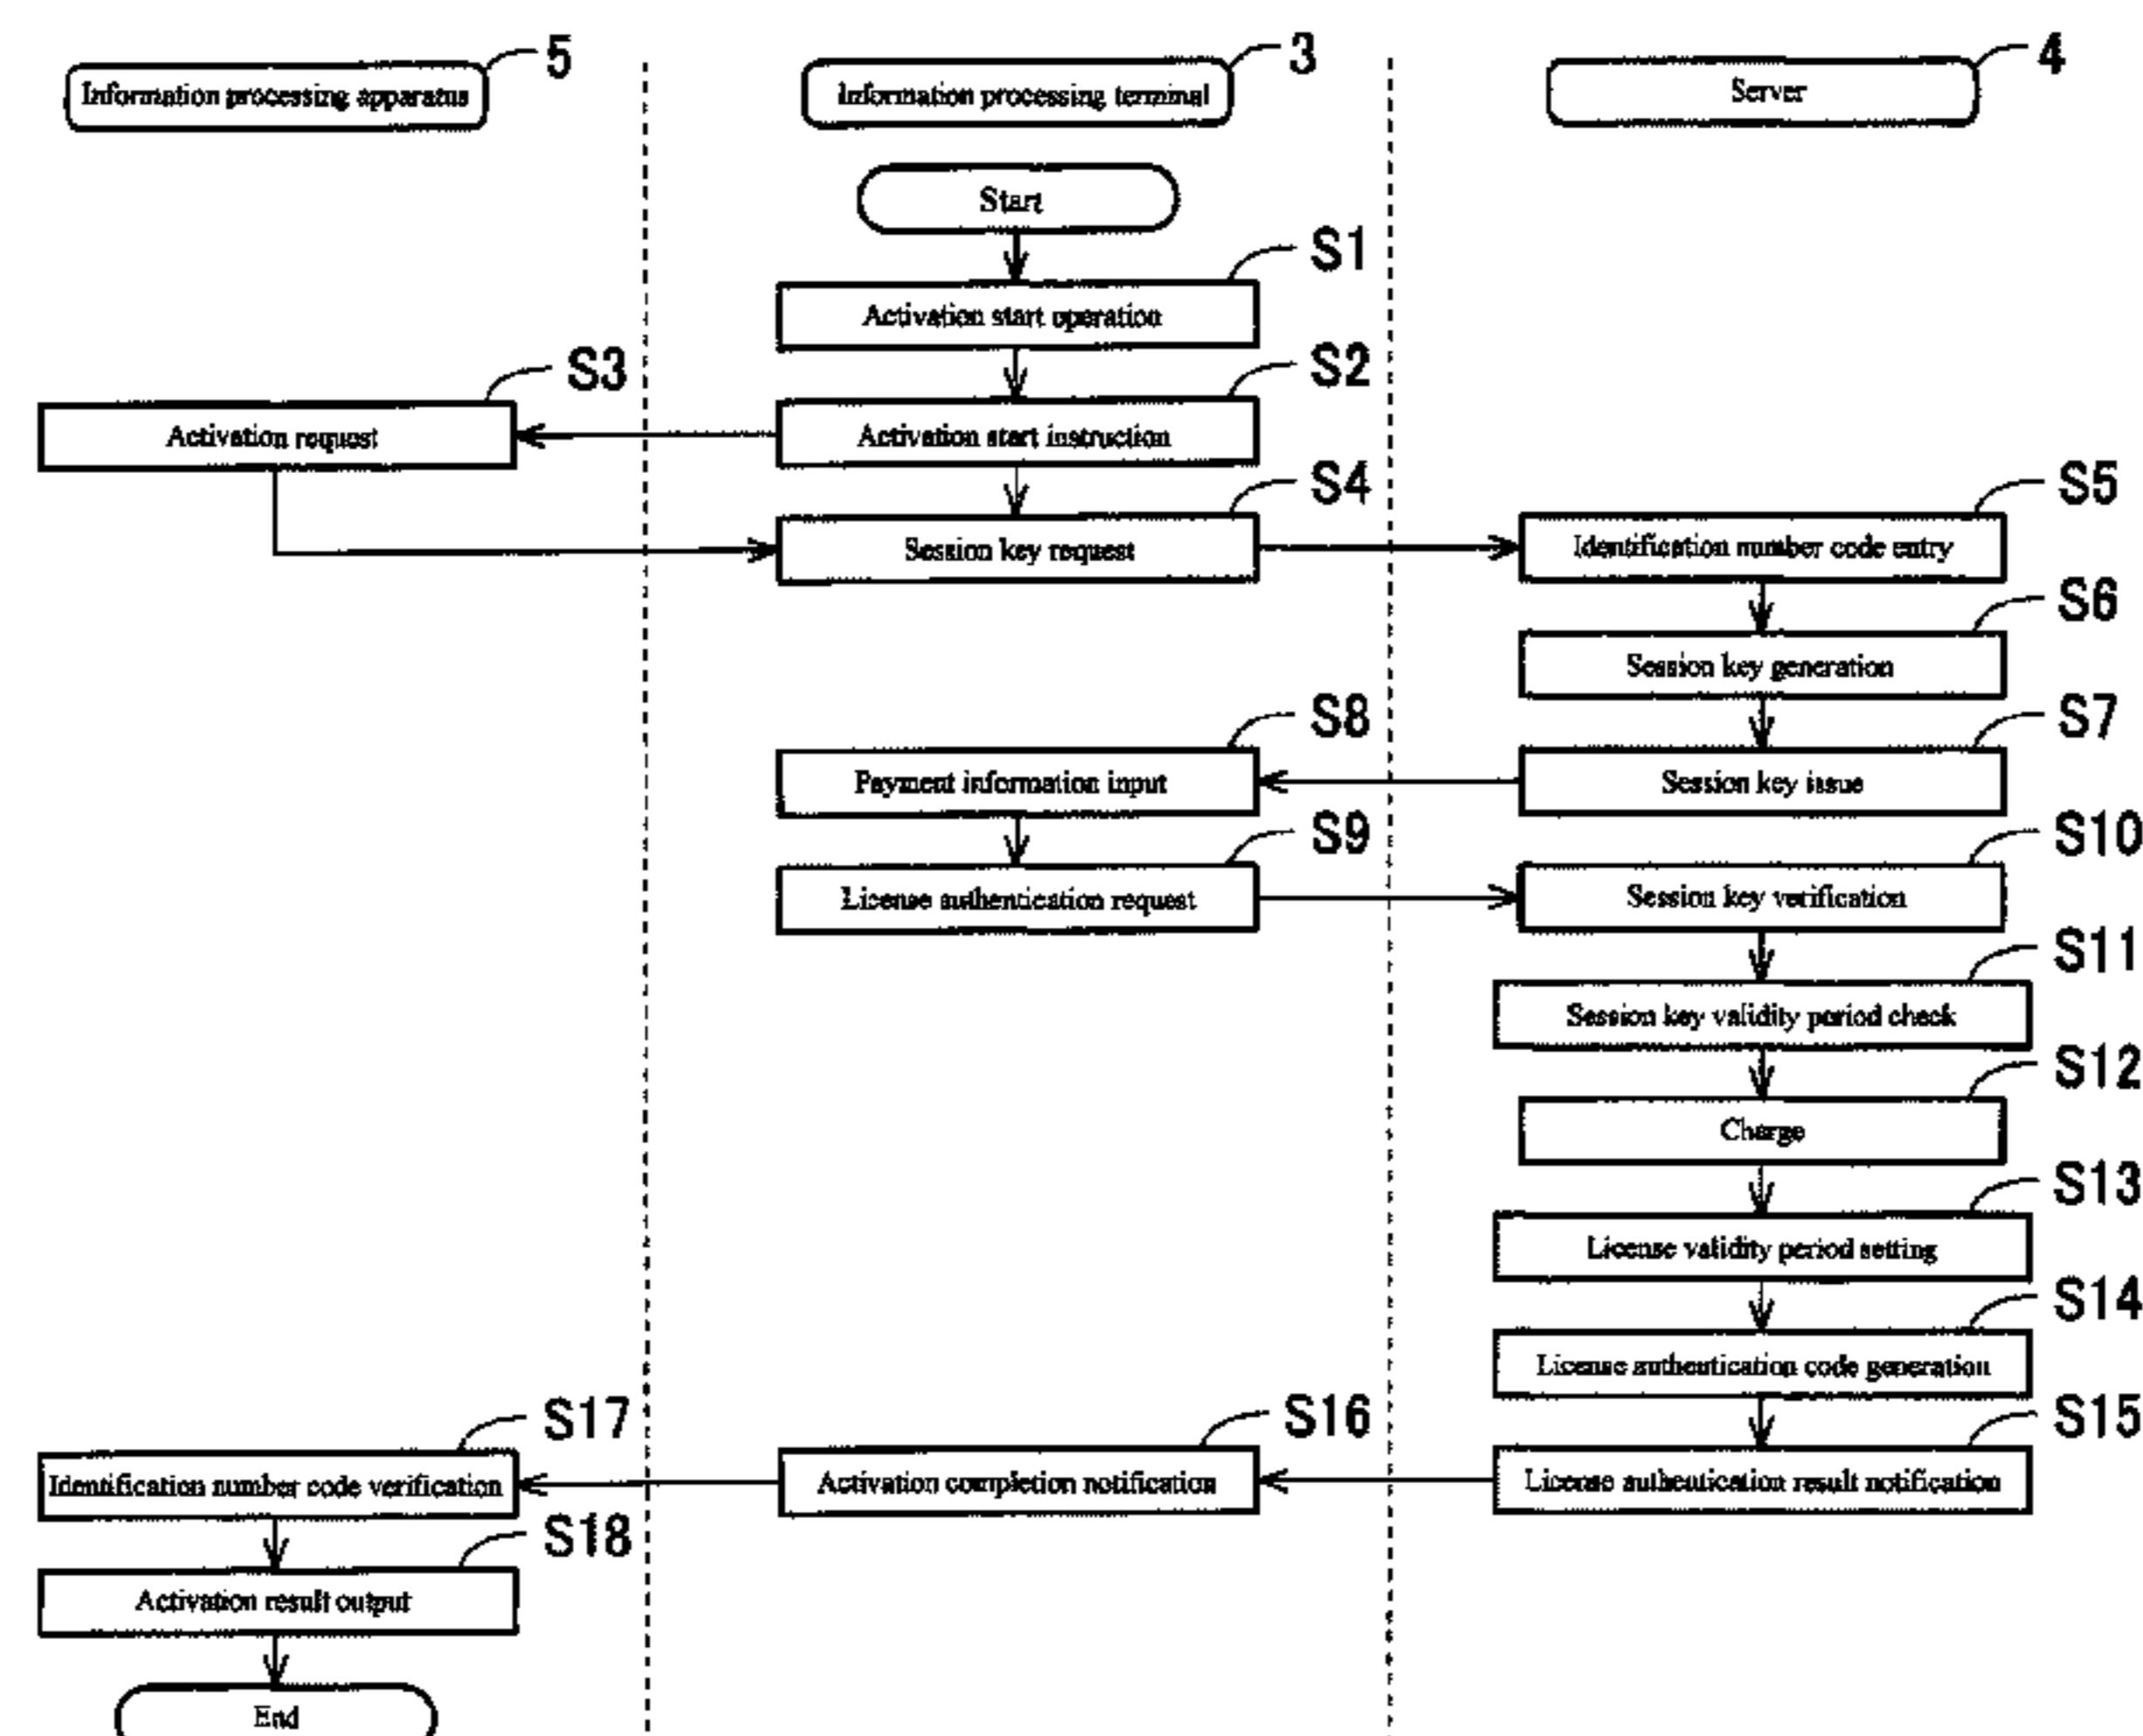 5
3
4
Information processing apparatus
Information processing terminal
Server
Start
S1
Activation start operation
S3
S2
Activation request
Activation start instruction
S4
S5
Session key request
Identification number code entry
S6
Session key generation
S8
S7
Payment information input
Session key issue
S9
S10
License authentication request
Session key verification
S11
Session key validity period check
S12
Charge
S13
License validity period setting
S14
License authentication code generation
S17
S16
S15
Identification number code verification
Activation completion notification
License authentication result notification
S18
Activation result output
End